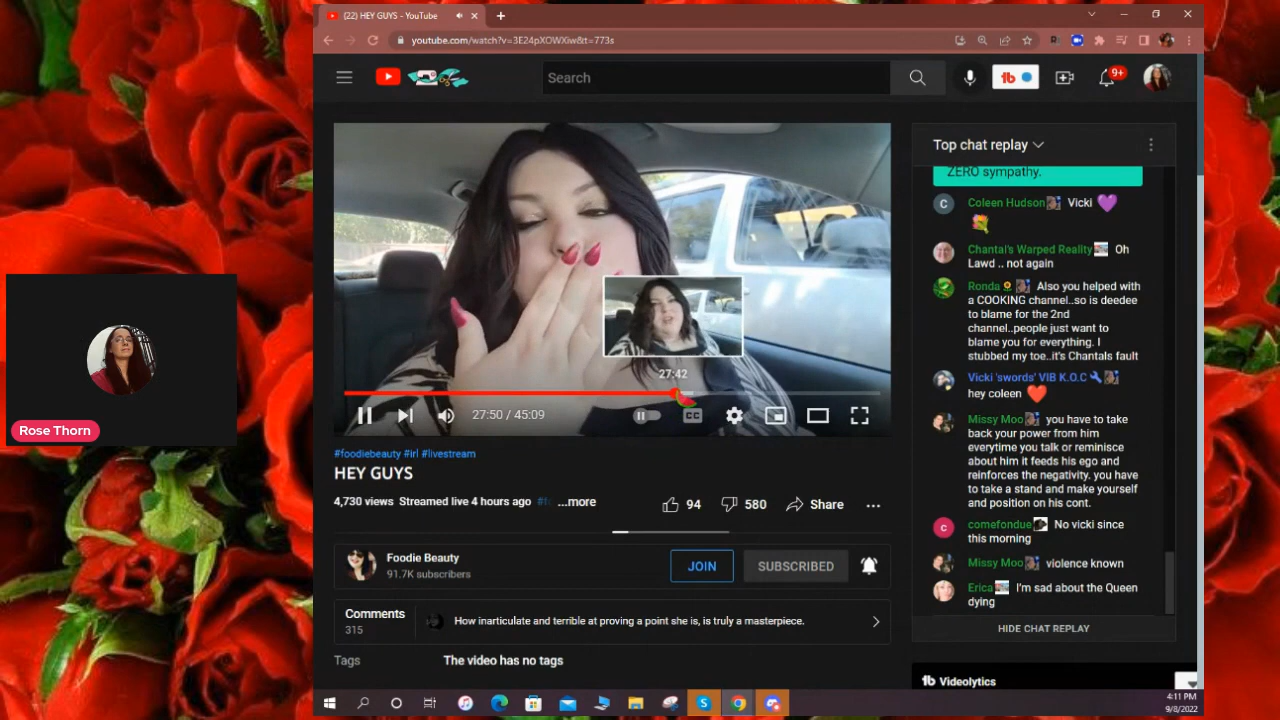 (22) HEY GUYS - YouTube
youtube.com/watch?v=3E24pXOWXiw&t=773s
Search
9+
Top chat replay
ZERO sympathy.
Coleen Hudson Vicki
Chantal's Warped Reality Oh
Lawd .. not again
Ronda Also you helped with
a COOKING channel..so is deedee
to blame for the 2nd
channel..people just want to
blame you for everything. I
stubbed my toe..it's Chantals fault
Vicki 'swords' VIB K.O.C
hey coleen
Missy Moo you have to take
back your power from him
everytime you talk or reminisce
about him it feeds his ego and
reinforces the negativity. you have
to take a stand and make yourself
and position on his cont.
comefondue No vicki since
this morning
Missy Moo violence known
Erica I'm sad about the Queen
dying
HIDE CHAT REPLAY
27:42
27:50 / 45:09
CC
Rose Thorn
#foodiebeauty #irl #livestream
HEY GUYS
4,730 views Streamed live 4 hours ago ...more
94
580
Share
Foodie Beauty
91.7K subscribers
JOIN
SUBSCRIBED
Comments
315
How inarticulate and terrible at proving a point she is, is truly a masterpiece.
Tags
The video has no tags
tb Videolytics
4:11 PM
9/8/2022